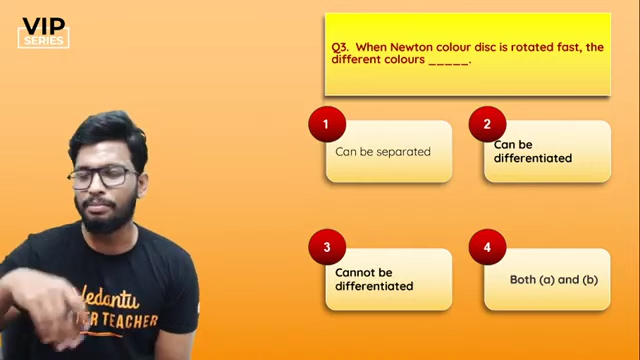 VIP
SERIES
Q3. When Newton colour disc is rotated fast, the
different colours _____.
1
Can be separated
2
Can be
differentiated
3
Cannot be
differentiated
4
Both (a) and (b)
Vedantu
TER TEACHER